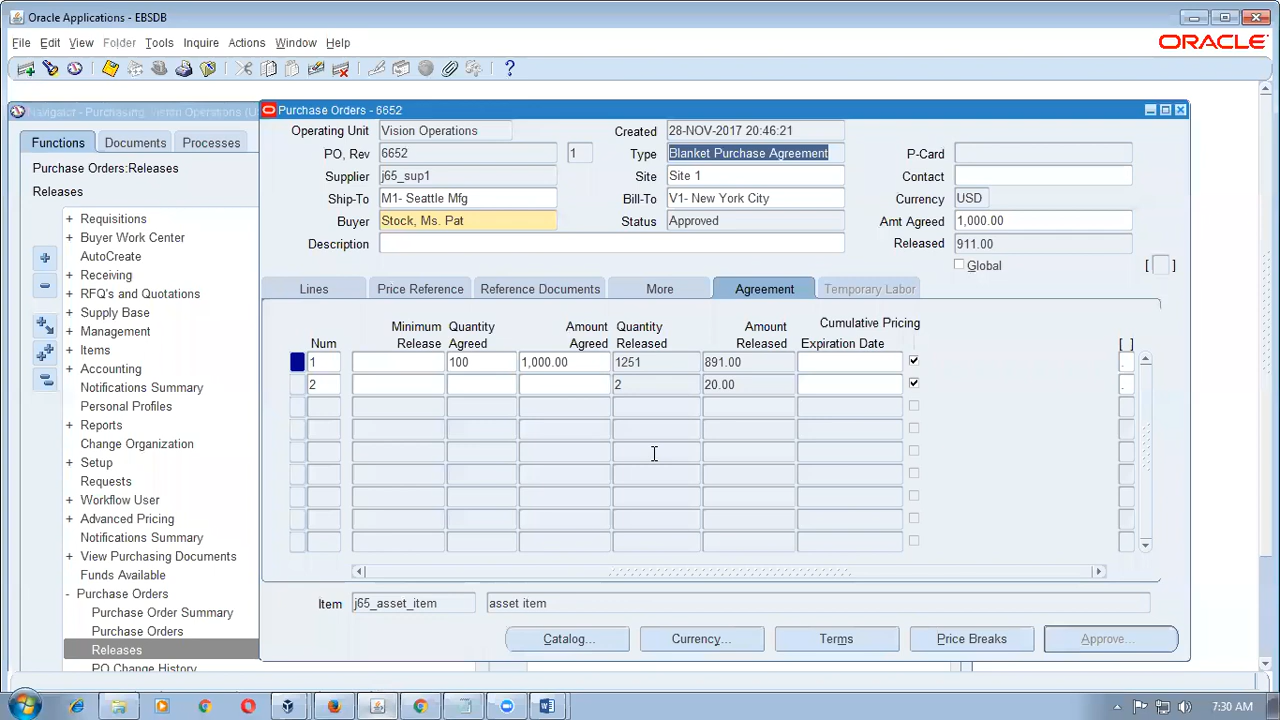 Oracle Applications - EBSDB
File Edit View Folder Tools Inquire Actions Window Help
ORACLE
Functions Documents Processes
Purchase Orders:Releases
Releases
+ Requisitions
+ Buyer Work Center
AutoCreate
+ Receiving
+ RFQ's and Quotations
+ Supply Base
+ Management
+ Items
+ Accounting
Notifications Summary
Personal Profiles
+ Reports
Change Organization
+ Setup
Requests
+ Workflow User
+ Advanced Pricing
Notifications Summary
+ View Purchasing Documents
Funds Available
- Purchase Orders
Purchase Order Summary
Purchase Orders
Releases
PO Change History
Purchase Orders - 6652
Operating Unit Vision Operations Created 28-NOV-2017 20:46:21
PO, Rev 6652 1 Type Blanket Purchase Agreement P-Card
Supplier j65_sup1 Site Site 1 Contact
Ship-To M1- Seattle Mfg Bill-To V1- New York City Currency USD
Buyer Stock, Ms. Pat Status Approved Amt Agreed 1,000.00
Description Released 911.00
Global [ ]
Lines Price Reference Reference Documents More Agreement Temporary Labor
Minimum Quantity Amount Quantity Amount Cumulative Pricing
Num Release Agreed Agreed Released Released Expiration Date [ ]
1 100 1,000.00 1251 891.00 .
2 2 20.00 .
Item j65_asset_item asset item
Catalog... Currency... Terms Price Breaks Approve...
7:30 AM